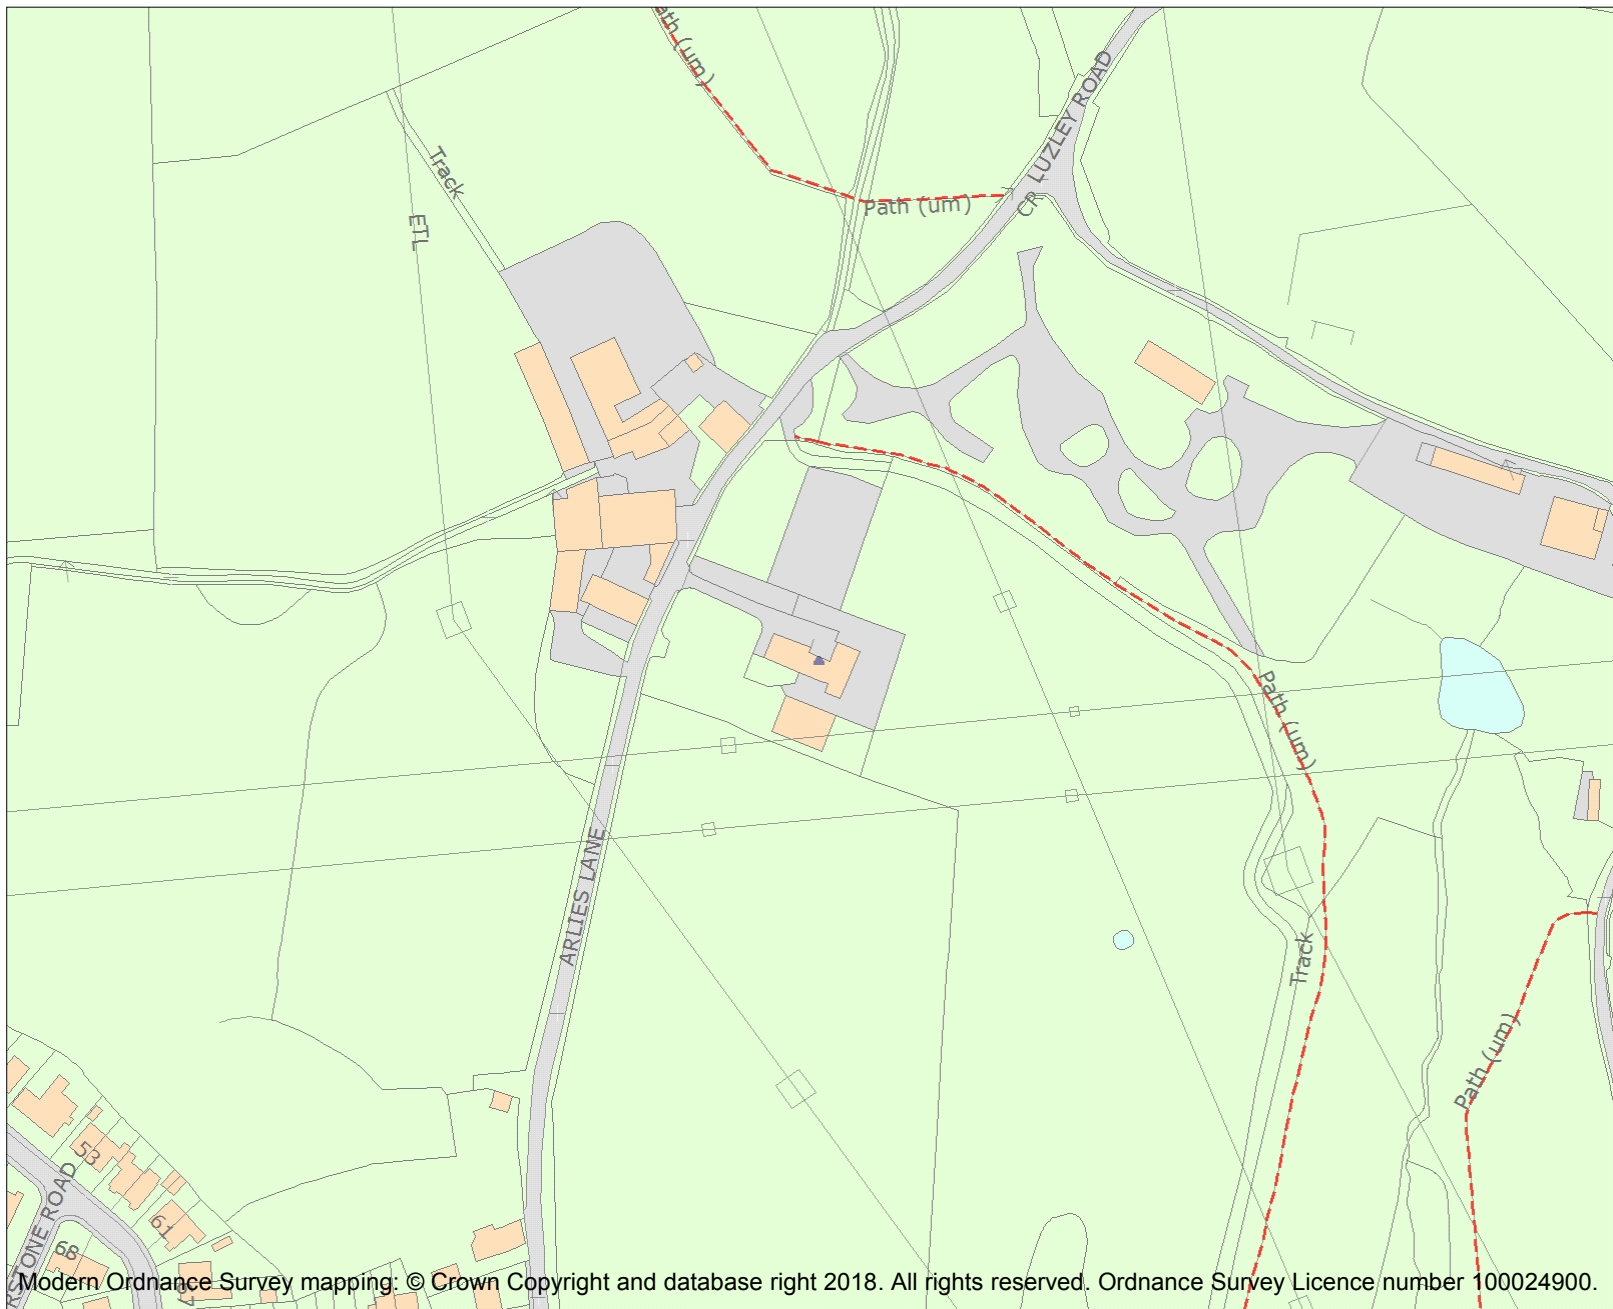 Path (um)
LUZLEY ROAD
Track
CR
Path (um)
ETL
Path (um)
ARLIES LANE
Track
Path (um)
53
61
68
Modern Ordnance Survey mapping: © Crown Copyright and database right 2018. All rights reserved. Ordnance Survey Licence number 100024900.